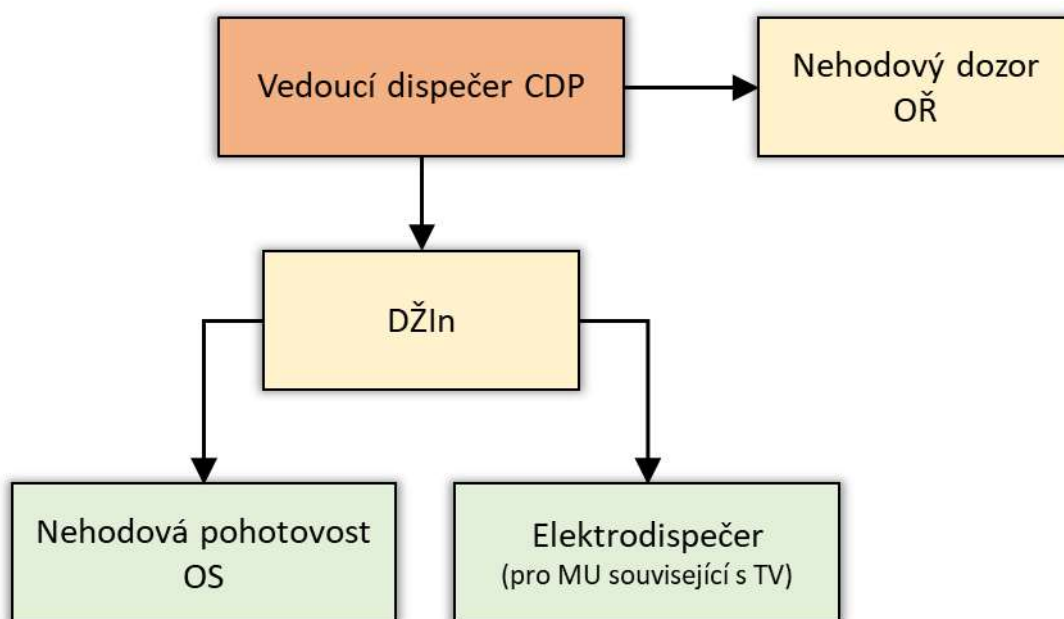 Vedoucí dispečer CDP
Nehodový dozor
OŘ
DŽIn
Nehodová pohotovost
OS
Elektrodispečer
(pro MU související s TV)